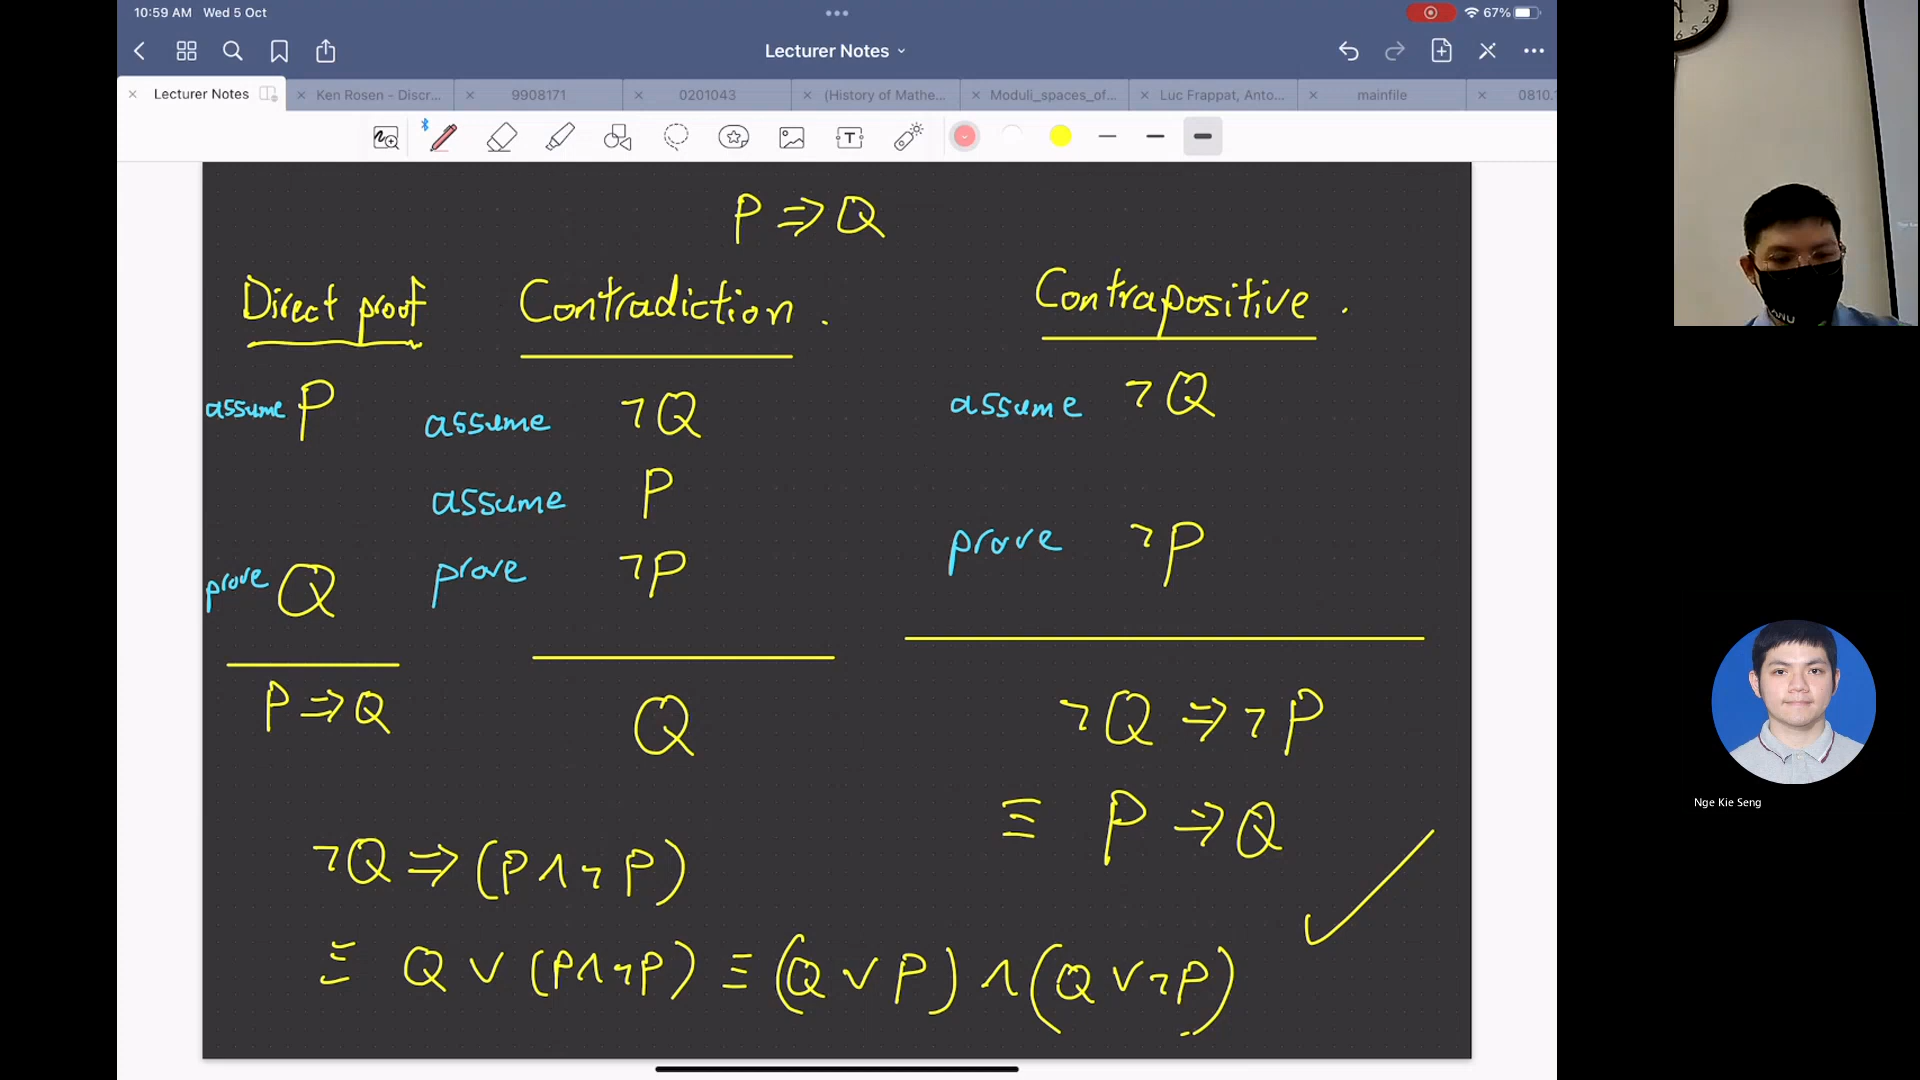 10:59 AM Wed 5 Oct
67%
Lecturer Notes
Lecturer Notes
Ken Rosen - Discr...
9908171
0201043
(History of Mathe...
Moduli_spaces_of...
Luc Frappat, Anto...
mainfile
0810.
P ⇒ Q
Direct proof
Contradiction.
Contrapositive.
assume P
assume ¬Q
assume ¬Q
assume P
prove Q
prove ¬P
prove ¬P
P ⇒ Q
Q
¬Q ⇒ ¬P
≡ P ⇒ Q
¬Q ⇒ (P ∧ ¬P)
≡ Q ∨ (P ∧ ¬P) ≡ (Q ∨ P) ∧ (Q ∨ ¬P)
ANU
Nge Kie Seng